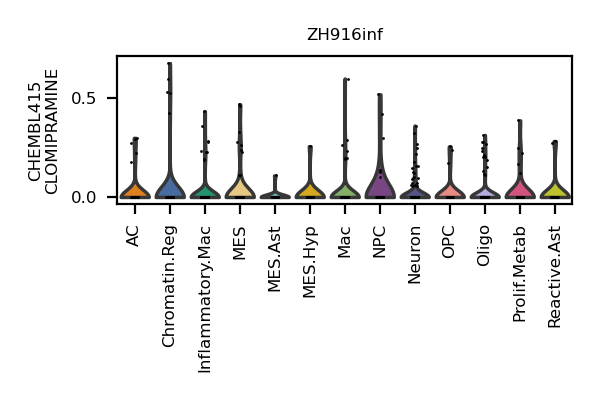 ZH916inf
CHEMBL415
CLOMIPRAMINE
0.5
0.0
AC
Chromatin.Reg
Inflammatory.Mac
MES
MES.Ast
MES.Hyp
Mac
NPC
Neuron
OPC
Oligo
Prolif.Metab
Reactive.Ast